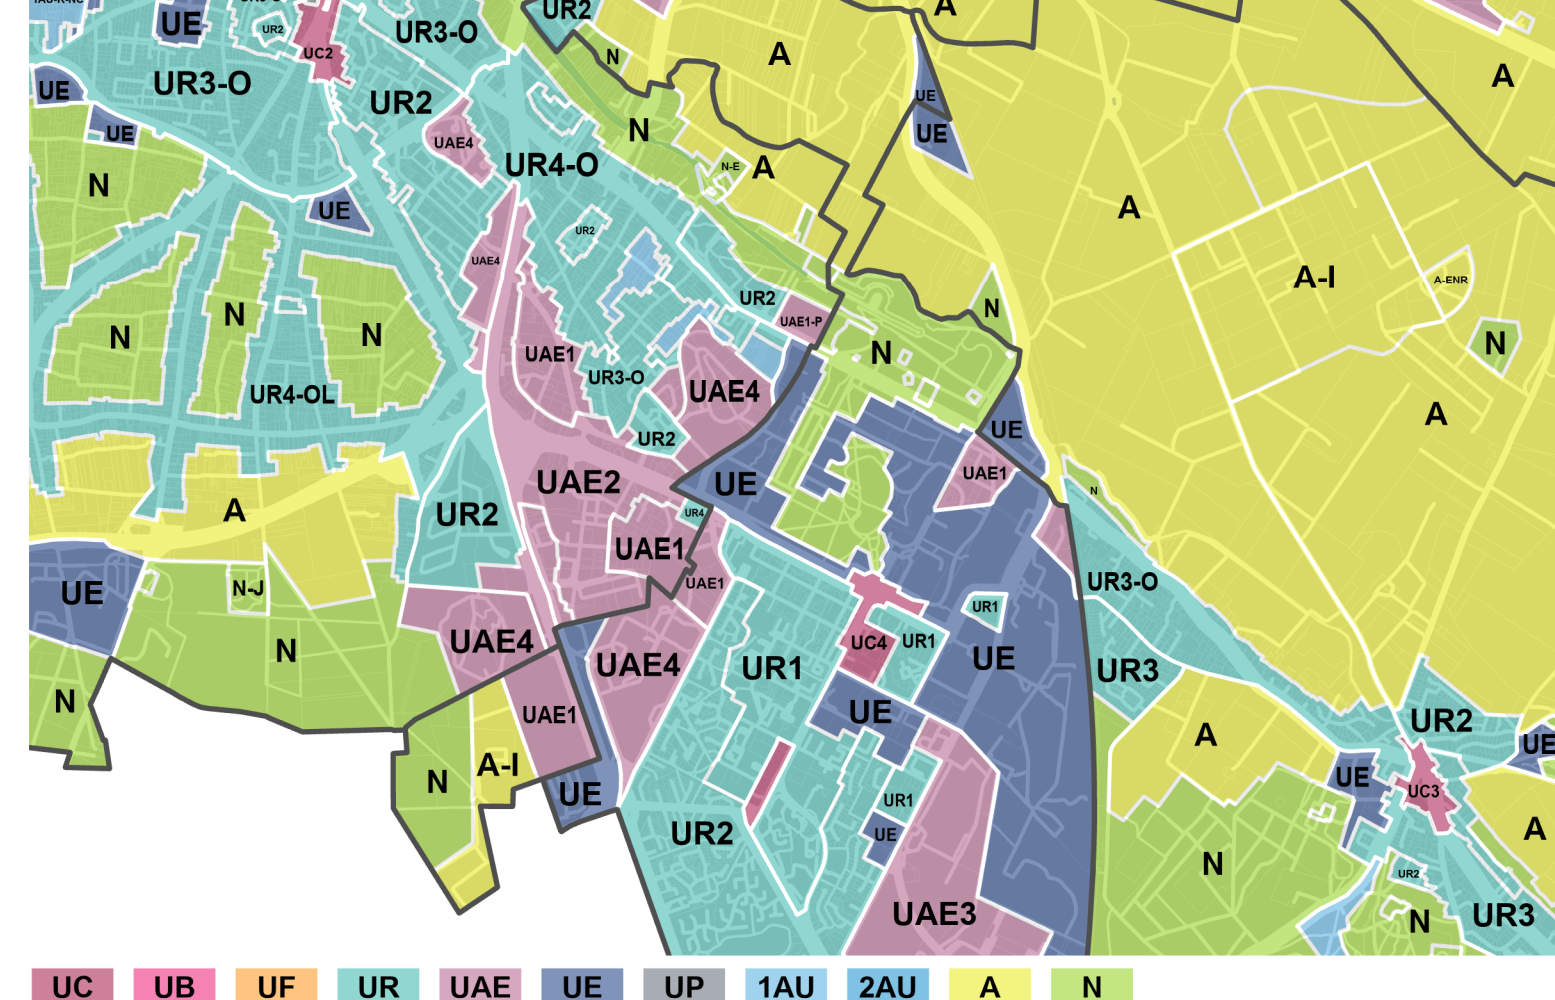 UR2
A
UE
UR2
UR3-O
UC2
N
A
A
UR3-O
UE
UR2
UE
UE
N
UE
UAE4
UR4-O
N-E
A
N
A
UE
UR2
UAE4
A-I
A-ENR
UR2
N
N
UAE1-P
N
N
N
UAE1
N
N
UR3-O
UAE4
UR4-OL
A
UE
UR2
UAE1
UAE2
UE
N
A
UR2
UR4
UAE1
UAE1
UR3-O
UE
N-J
UR1
N
UAE4
UAE4
UR1
UC4
UR1
UE
UR3
N
UAE1
UE
UR2
A
UE
A-I
N
UE
UE
UC3
UR1
UR2
UE
A
N
UR2
UAE3
N
UR3
UC UB UF UR UAE UE UP 1AU 2AU A N